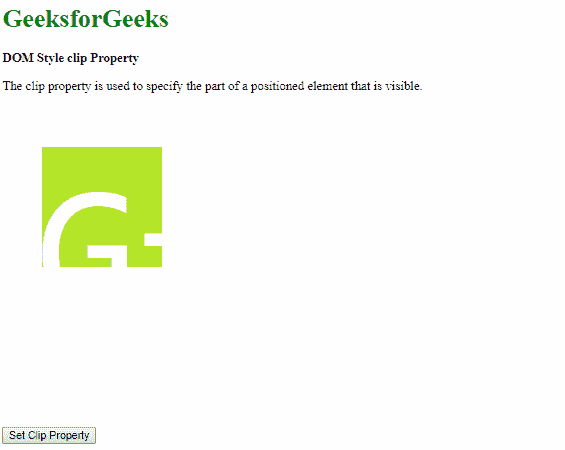 GeeksforGeeks
DOM Style clip Property
The clip property is used to specify the part of a positioned element that is visible.
G
Set Clip Property